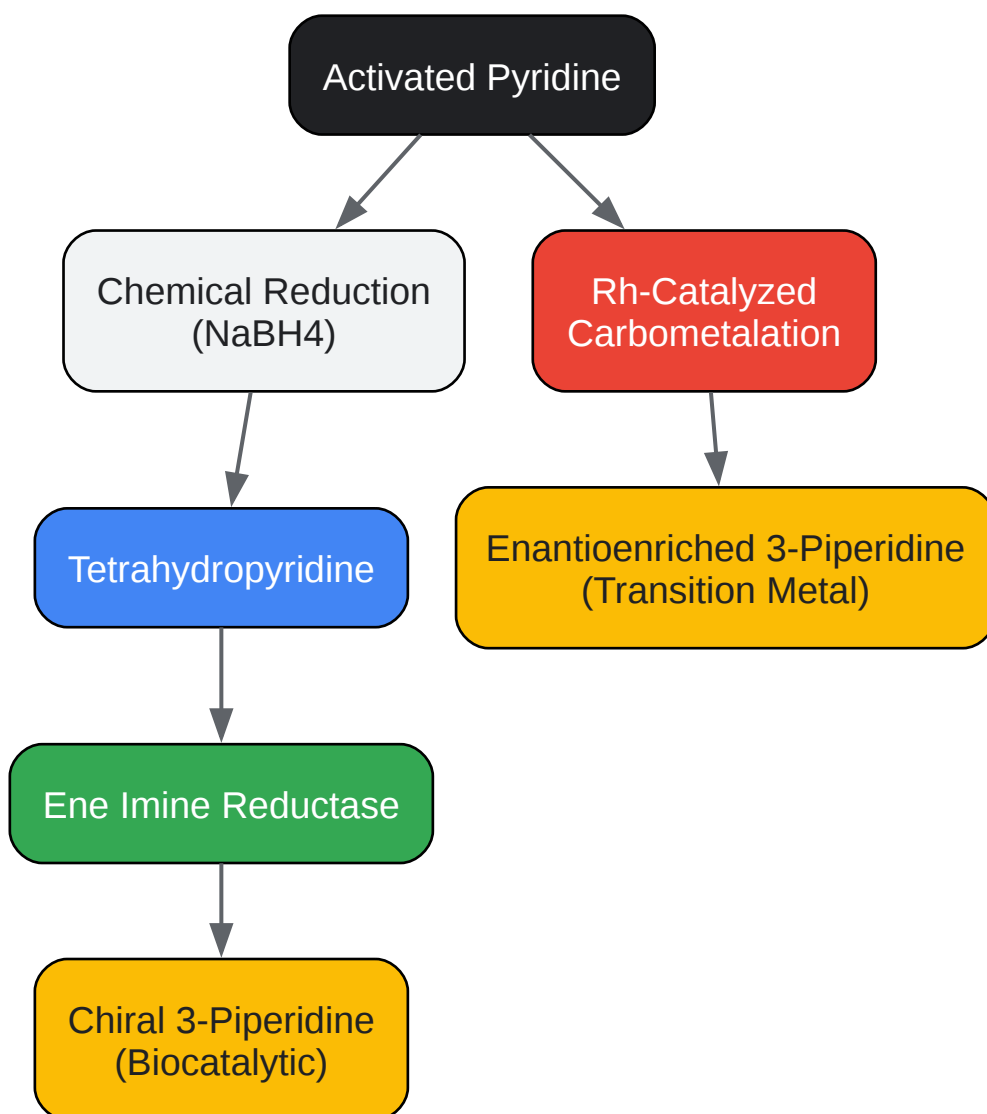 Activated Pyridine
Chemical Reduction
(NaBH4)
Rh-Catalyzed
Carbometalation
Tetrahydropyridine
Enantioenriched 3-Piperidine
(Transition Metal)
Ene Imine Reductase
Chiral 3-Piperidine
(Biocatalytic)